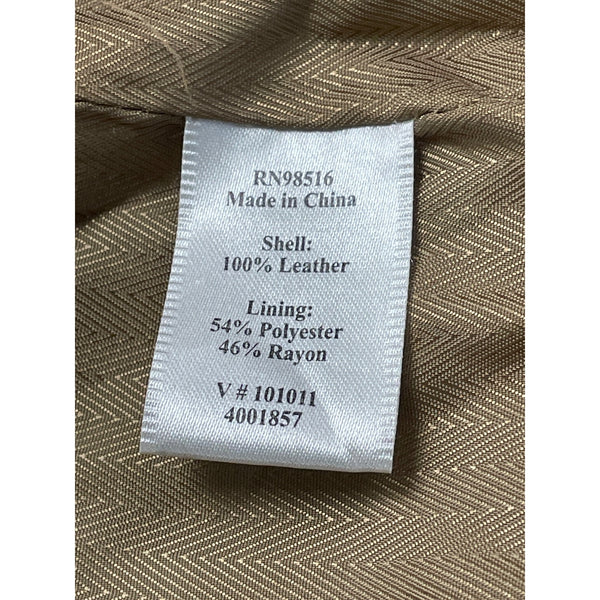 RN98516
Made in China
Shell:
100% Leather
Lining:
54% Polyester
46% Rayon
V # 101011
4001857